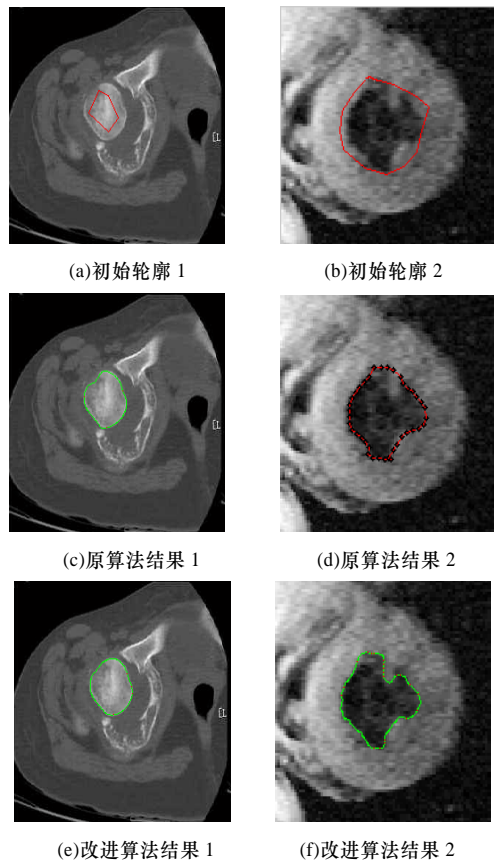 [L
(a)初始轮廓 1
(b)初始轮廓 2
[L
(c)原算法结果 1
(d)原算法结果 2
[L
(e)改进算法结果 1
(f)改进算法结果 2